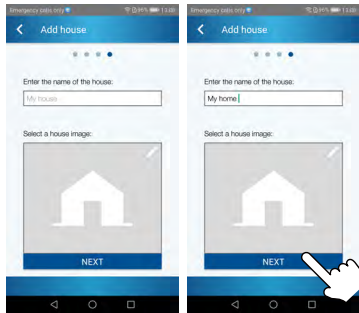 Emergency calls only
Add house
Enter the name of the house:
My house
Select a house image:
NEXT
Emergency calls only
Add house
Enter the name of the house:
My home
Select a house image:
NEXT